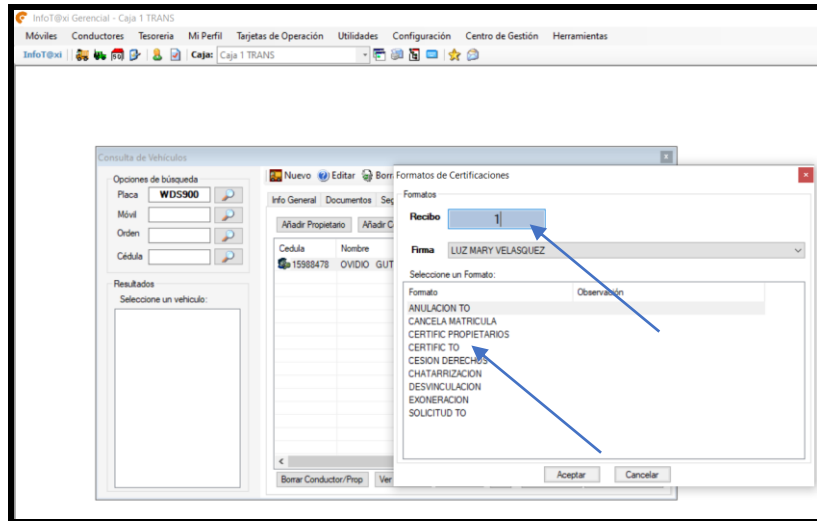 InfoT@xi Gerencial - Caja 1 TRANS
Móviles Conductores Tesoreria Mi Perfil Tarjetas de Operación Utilidades Configuración Centro de Gestión Herramientas
InfoT@xi Caja: Caja 1 TRANS
Consulta de Vehículos
Opciones de búsqueda
Placa WDS900
Móvil
Orden
Cédula
Resultados
Seleccione un vehiculo:
Nuevo Editar Borr
Info General Documentos Seg
Añadir Propietario Añadir C
Cedula Nombre
15988478 OVIDIO GUT
Borrar Conductor/Prop Ver
Formatos de Certificaciones
Formatos
Recibo 1
Firma LUZ MARY VELASQUEZ
Seleccione un Formato:
Formato Observación
ANULACION TO
CANCELA MATRICULA
CERTIFIC PROPIETARIOS
CERTIFIC TO
CESION DERECHOS
CHATARRIZACION
DESVINCULACION
EXONERACION
SOLICITUD TO
Aceptar Cancelar